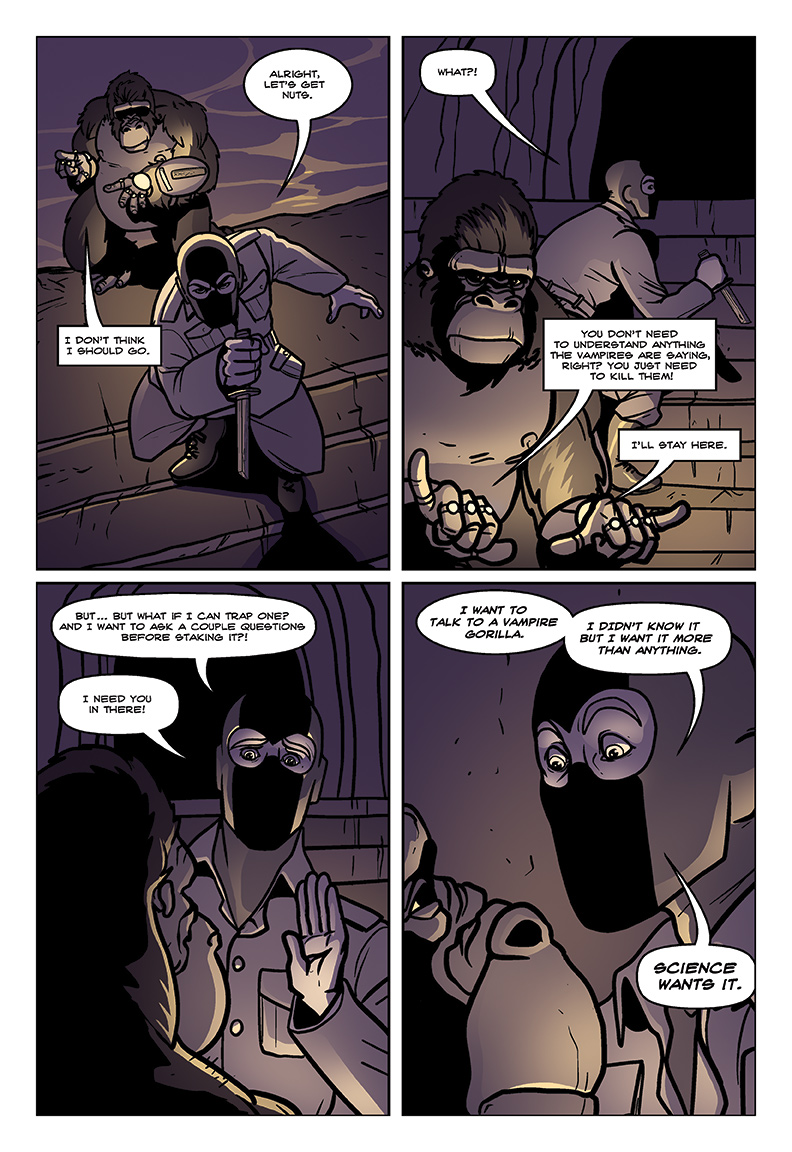 ALRIGHT,
LET'S GET
NUTS.
I DON'T THINK
I SHOULD GO.
WHAT?!
YOU DON'T NEED
TO UNDERSTAND ANYTHING
THE VAMPIRES ARE SAYING,
RIGHT? YOU JUST NEED
TO KILL THEM!
I'LL STAY HERE.
BUT... BUT WHAT IF I CAN TRAP ONE?
AND I WANT TO ASK A COUPLE QUESTIONS
BEFORE STAKING IT?!
I NEED YOU
IN THERE!
I WANT TO
TALK TO A VAMPIRE
GORILLA.
I DIDN'T KNOW IT
BUT I WANT IT MORE
THAN ANYTHING.
SCIENCE
WANTS IT.